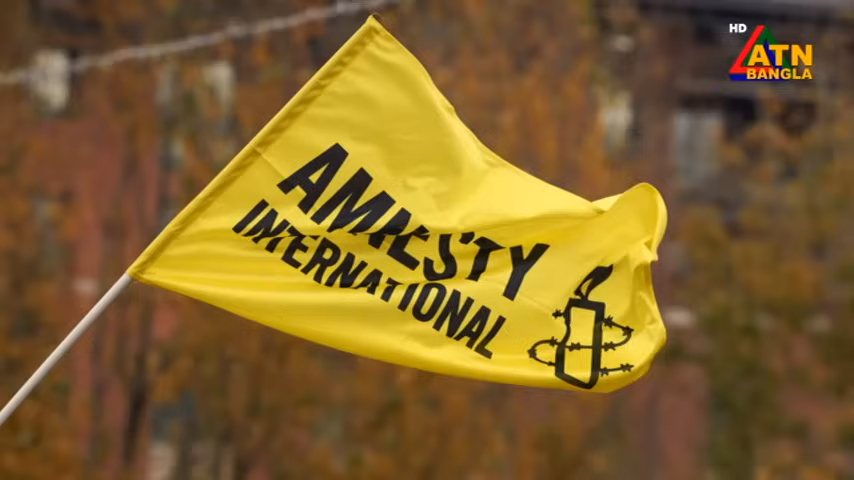 HD
ATN
BANGLA
AMNESTY
INTERNATIONAL